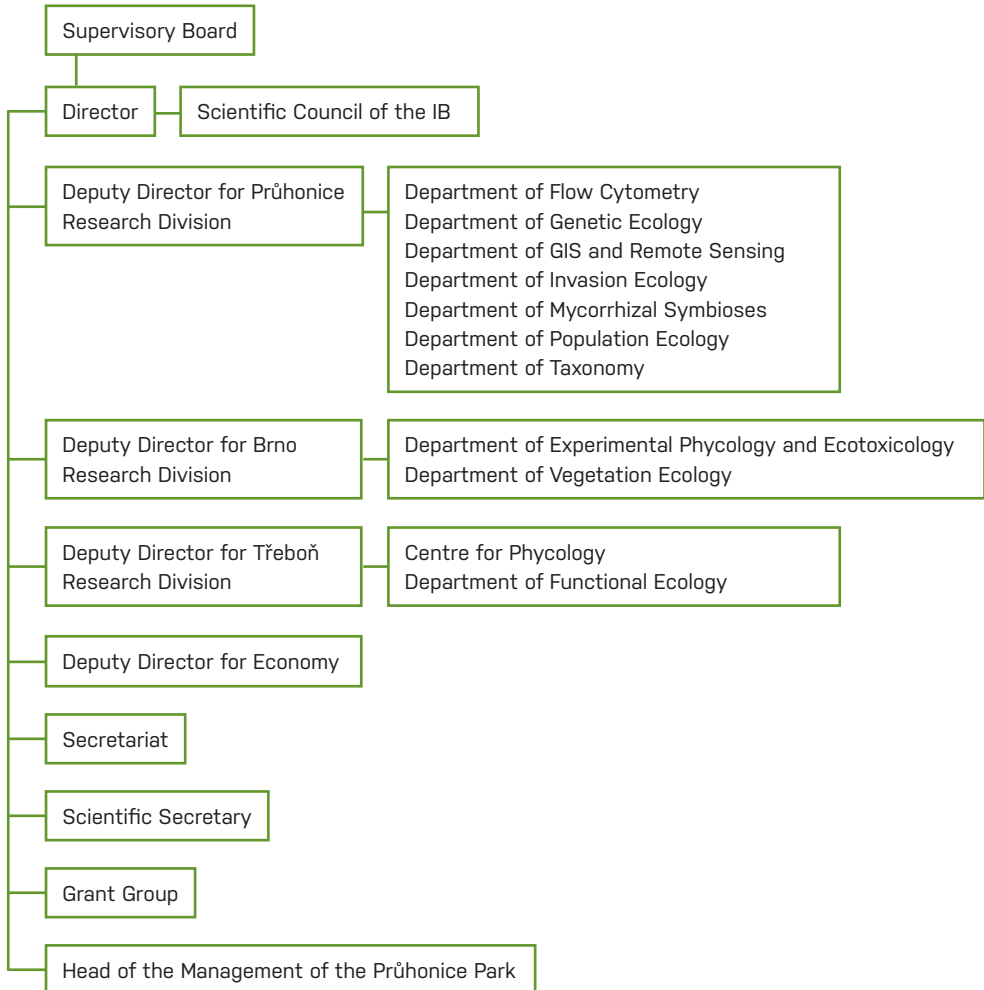 Supervisory Board
Director
Scientific Council of the IB
Deputy Director for Průhonice
Research Division
Department of Flow Cytometry
Department of Genetic Ecology
Department of GIS and Remote Sensing
Department of Invasion Ecology
Department of Mycorrhizal Symbioses
Department of Population Ecology
Department of Taxonomy
Deputy Director for Brno
Research Division
Department of Experimental Phycology and Ecotoxicology
Department of Vegetation Ecology
Deputy Director for Třeboň
Research Division
Centre for Phycology
Department of Functional Ecology
Deputy Director for Economy
Secretariat
Scientific Secretary
Grant Group
Head of the Management of the Průhonice Park